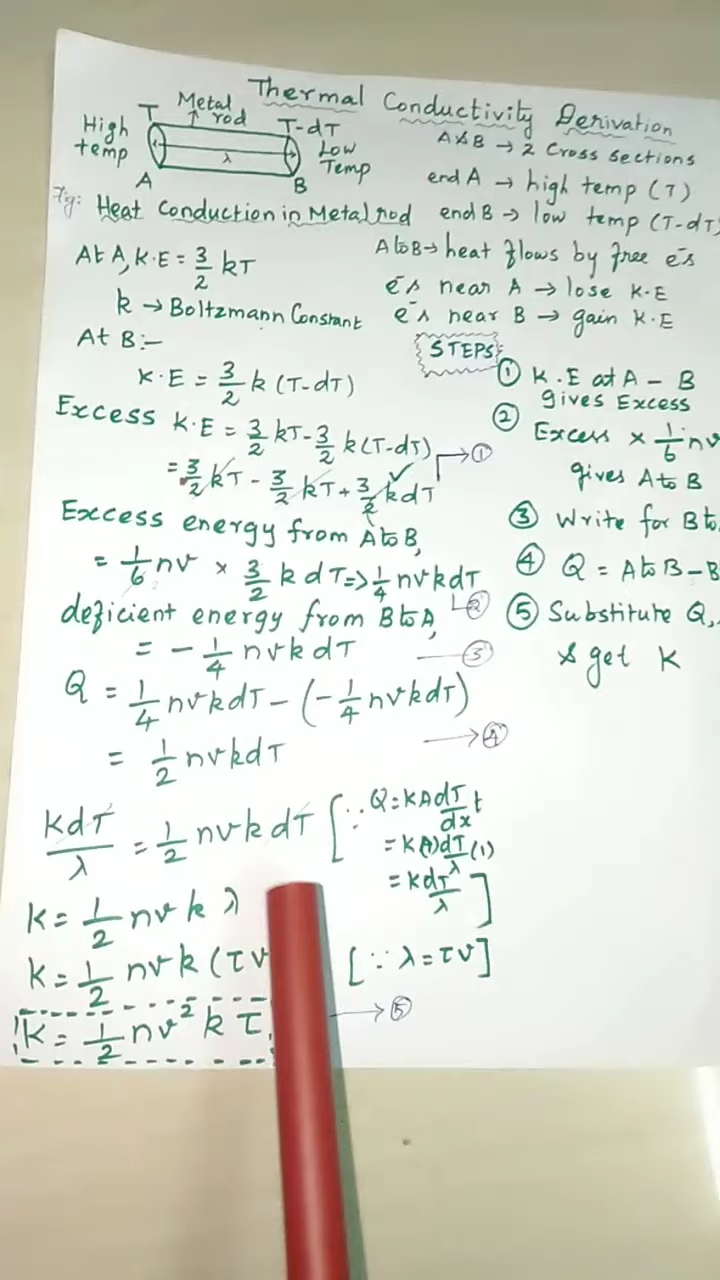 Thermal Conductivity Derivation
T Metal rod T-dT
High temp
Low Temp
λ
A B
Fig: Heat Conduction in Metal rod
A&B → 2 Cross sections
end A → high temp (T)
end B → low temp (T-dT)
A to B → heat flows by free e⁻s
e⁻s near A → lose K.E
e⁻s near B → gain K.E
At A, K.E = 3/2 kT
k → Boltzmann Constant
At B:-
K.E = 3/2 k (T-dT)
Excess K.E = 3/2 kT - 3/2 k(T-dT)
= 3/2 kT - 3/2 kT + 3/2 kdT → ①
Excess energy from A to B,
= 1/6 nv × 3/2 k dT => 1/4 nvkdT ②
deficient energy from B to A,
= - 1/4 nvkdT — ③
Q = 1/4 nvkdT - (-1/4 nvkdT)
= 1/2 nvkdT → ④
STEPS
① K.E at A - B
gives Excess
② Excess × 1/6 nv
gives A to B
③ Write for B to
④ Q = A to B - B
⑤ Substitute Q,
& get K
KdT/λ = 1/2 nvkdT [∵ Q = KA dT/dx t
= K(1) dT/λ (1)
= K dT/λ ]
K = 1/2 nvkλ
K = 1/2 nvk (τv [∵ λ = τv]
K = 1/2 nv² k τ → ⑤